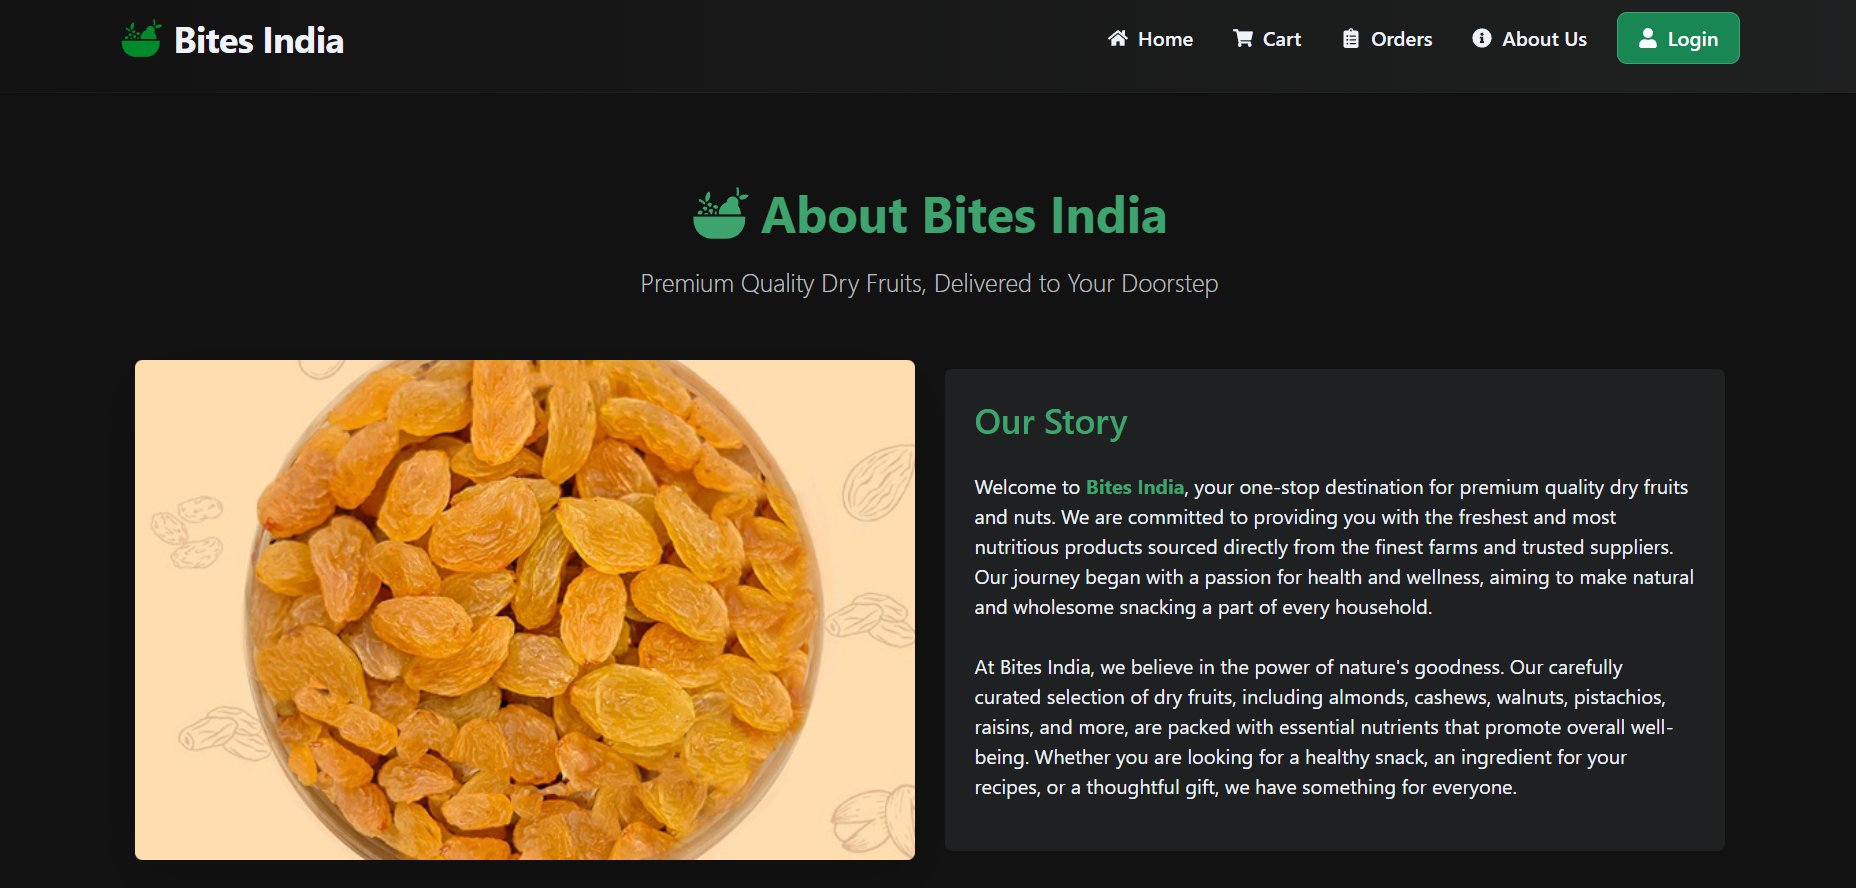 Bites India
Home
Cart
Orders
About Us
Login
About Bites India
Premium Quality Dry Fruits, Delivered to Your Doorstep
Our Story
Welcome to Bites India, your one-stop destination for premium quality dry fruits
and nuts. We are committed to providing you with the freshest and most
nutritious products sourced directly from the finest farms and trusted suppliers.
Our journey began with a passion for health and wellness, aiming to make natural
and wholesome snacking a part of every household.
At Bites India, we believe in the power of nature's goodness. Our carefully
curated selection of dry fruits, including almonds, cashews, walnuts, pistachios,
raisins, and more, are packed with essential nutrients that promote overall well-
being. Whether you are looking for a healthy snack, an ingredient for your
recipes, or a thoughtful gift, we have something for everyone.